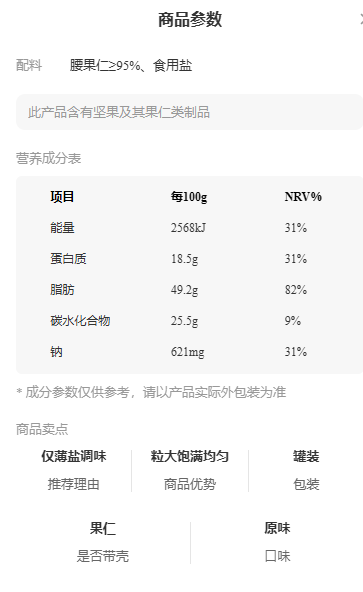 商品参数
配料 腰果仁≥95%、食用盐
此产品含有坚果及其果仁类制品
营养成分表
项目 每100g NRV%
能量 2568kJ 31%
蛋白质 18.5g 31%
脂肪 49.2g 82%
碳水化合物 25.5g 9%
钠 621mg 31%
* 成分参数仅供参考，请以产品实际外包装为准
商品卖点
仅薄盐调味 粒大饱满均匀 罐装
推荐理由 商品优势 包装
果仁 原味
是否带壳 口味